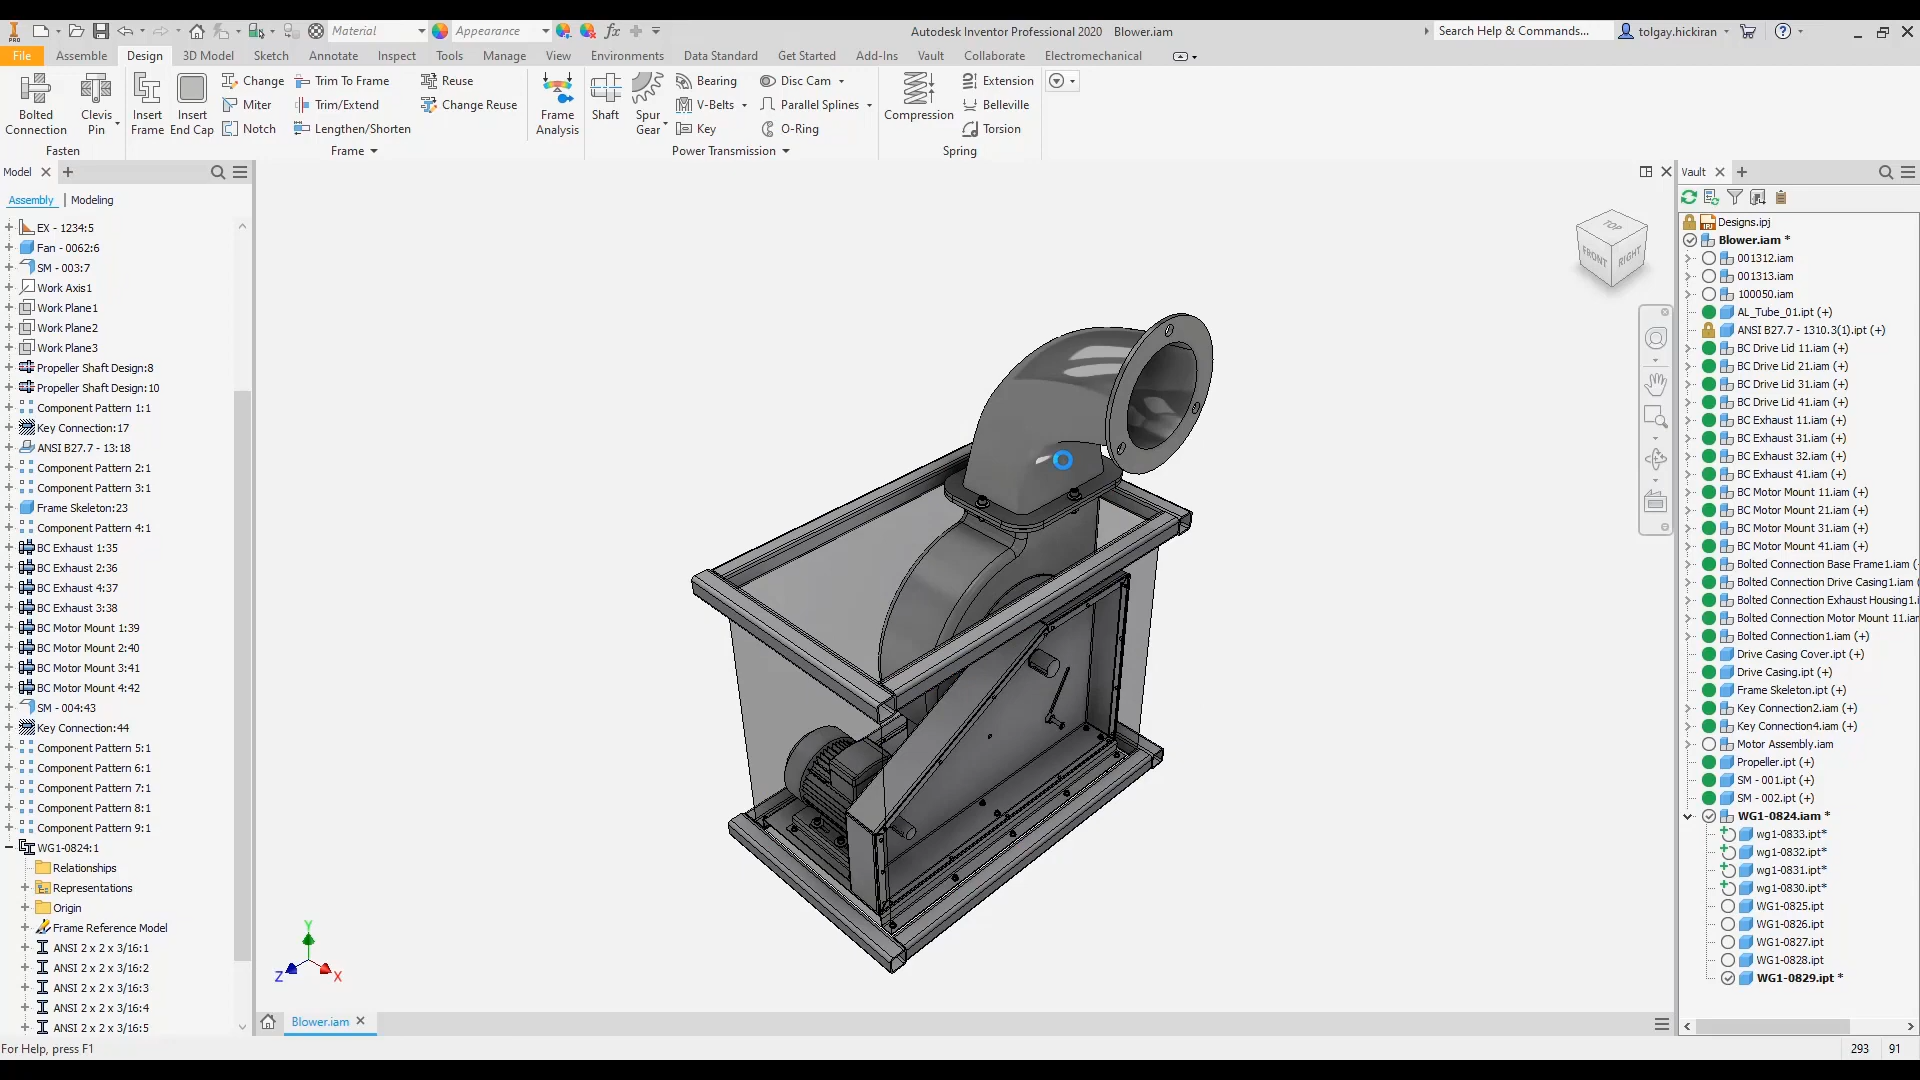 Material
Appearance
Autodesk Inventor Professional 2020 Blower.iam
Search Help & Commands...
tolgay.hickiran
File
Assemble
Design
3D Model
Sketch
Annotate
Inspect
Tools
Manage
View
Environments
Data Standard
Get Started
Add-Ins
Vault
Collaborate
Electromechanical
Bolted Connection
Clevis Pin
Fasten
Insert Frame
Insert End Cap
Change
Miter
Notch
Trim To Frame
Trim/Extend
Lengthen/Shorten
Reuse
Change Reuse
Frame
Frame Analysis
Shaft
Spur Gear
Bearing
V-Belts
Key
Disc Cam
Parallel Splines
O-Ring
Power Transmission
Compression
Extension
Belleville
Torsion
Spring
Model
Assembly
Modeling
EX - 1234:5
Fan - 0062:6
SM - 003:7
Work Axis1
Work Plane1
Work Plane2
Work Plane3
Propeller Shaft Design:8
Propeller Shaft Design:10
Component Pattern 1:1
Key Connection:17
ANSI B27.7 - 13:18
Component Pattern 2:1
Component Pattern 3:1
Frame Skeleton:23
Component Pattern 4:1
BC Exhaust 1:35
BC Exhaust 2:36
BC Exhaust 4:37
BC Exhaust 3:38
BC Motor Mount 1:39
BC Motor Mount 2:40
BC Motor Mount 3:41
BC Motor Mount 4:42
SM - 004:43
Key Connection:44
Component Pattern 5:1
Component Pattern 6:1
Component Pattern 7:1
Component Pattern 8:1
Component Pattern 9:1
WG1-0824:1
Relationships
Representations
Origin
Frame Reference Model
ANSI 2 x 2 x 3/16:1
ANSI 2 x 2 x 3/16:2
ANSI 2 x 2 x 3/16:3
ANSI 2 x 2 x 3/16:4
ANSI 2 x 2 x 3/16:5
TOP
FRONT
RIGHT
Y
Z
X
Blower.iam
Vault
Designs.ipj
Blower.iam *
001312.iam
001313.iam
100050.iam
AL_Tube_01.ipt (+)
ANSI B27.7 - 1310.3(1).ipt (+)
BC Drive Lid 11.iam (+)
BC Drive Lid 21.iam (+)
BC Drive Lid 31.iam (+)
BC Drive Lid 41.iam (+)
BC Exhaust 11.iam (+)
BC Exhaust 31.iam (+)
BC Exhaust 32.iam (+)
BC Exhaust 41.iam (+)
BC Motor Mount 11.iam (+)
BC Motor Mount 21.iam (+)
BC Motor Mount 31.iam (+)
BC Motor Mount 41.iam (+)
Bolted Connection Base Frame1.iam (
Bolted Connection Drive Casing1.iam (
Bolted Connection Exhaust Housing1.i
Bolted Connection Motor Mount 11.iar
Bolted Connection1.iam (+)
Drive Casing Cover.ipt (+)
Drive Casing.ipt (+)
Frame Skeleton.ipt (+)
Key Connection2.iam (+)
Key Connection4.iam (+)
Motor Assembly.iam
Propeller.ipt (+)
SM - 001.ipt (+)
SM - 002.ipt (+)
WG1-0824.iam *
wg1-0833.ipt*
wg1-0832.ipt*
wg1-0831.ipt*
wg1-0830.ipt*
WG1-0825.ipt
WG1-0826.ipt
WG1-0827.ipt
WG1-0828.ipt
WG1-0829.ipt *
For Help, press F1
293 91